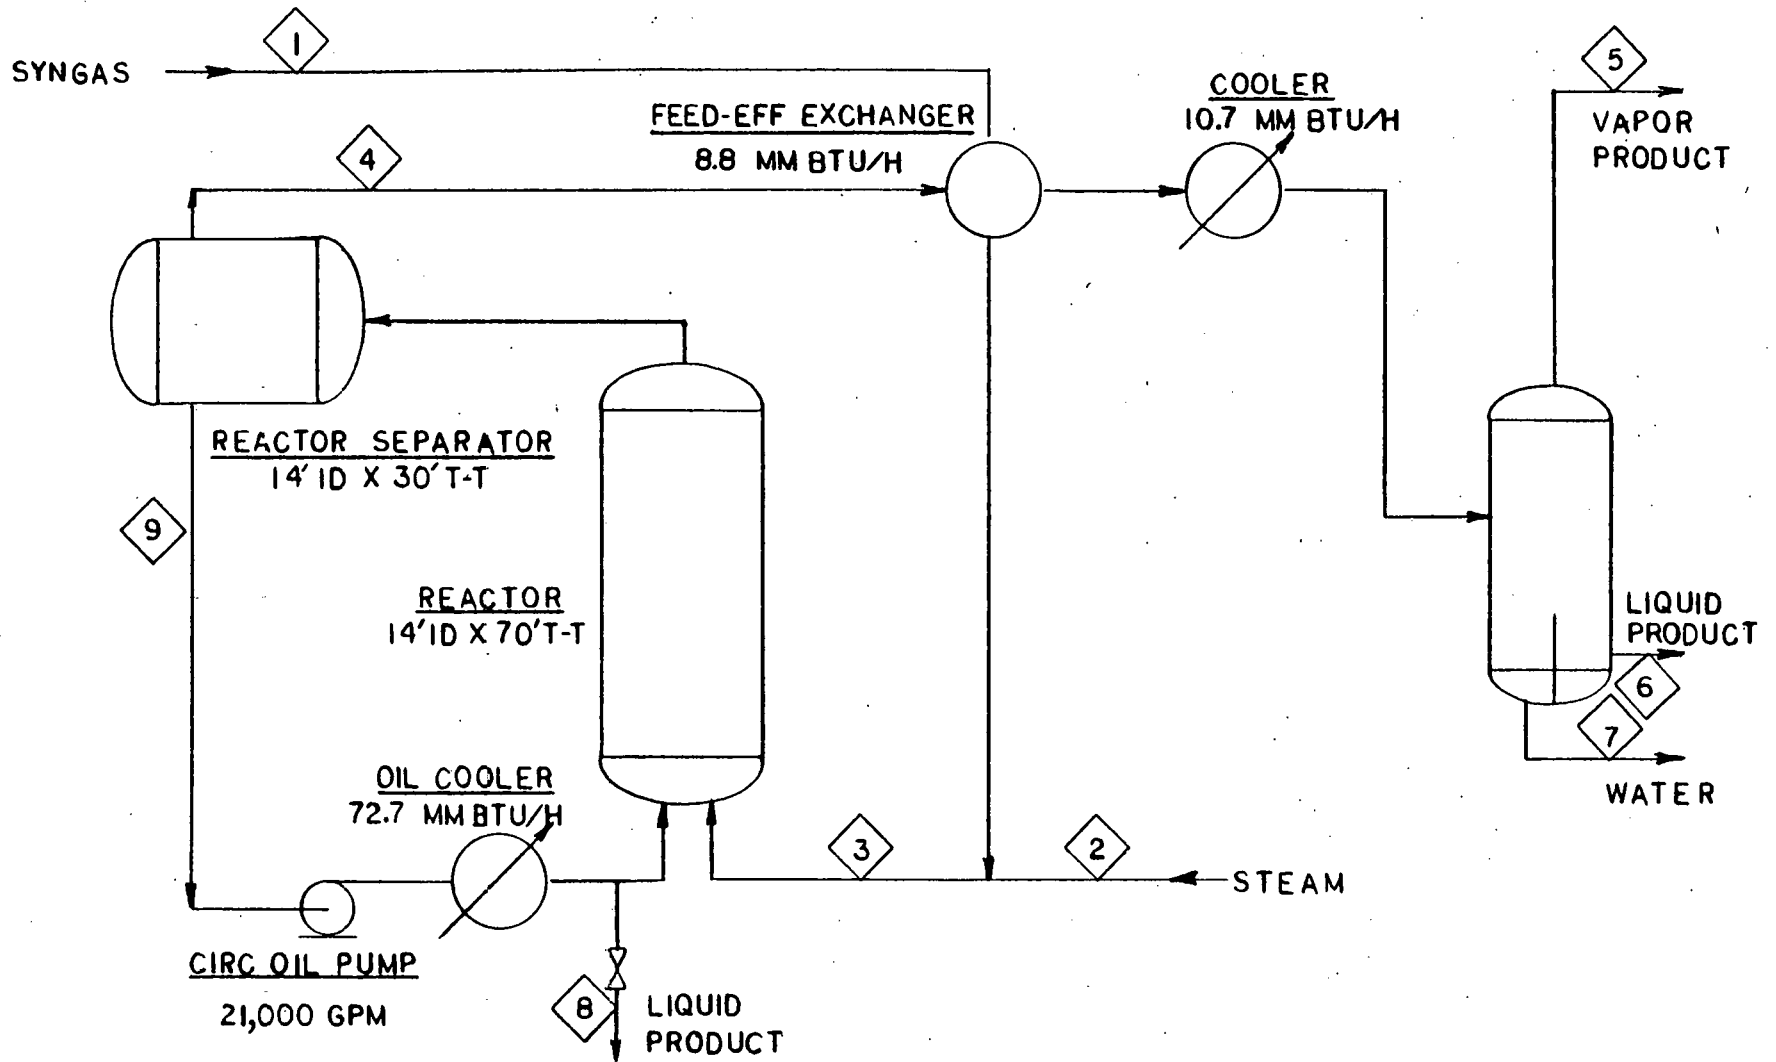 1
SYNGAS
5
COOLER
10.7 MM BTU/H
FEED-EFF EXCHANGER
8.8 MM BTU/H
VAPOR
PRODUCT
4
REACTOR SEPARATOR
14' ID X 30' T-T
9
REACTOR
14' ID X 70' T-T
LIQUID
PRODUCT
6
7
WATER
OIL COOLER
72.7 MM BTU/H
3
2
STEAM
CIRC OIL PUMP
21,000 GPM
8
LIQUID
PRODUCT